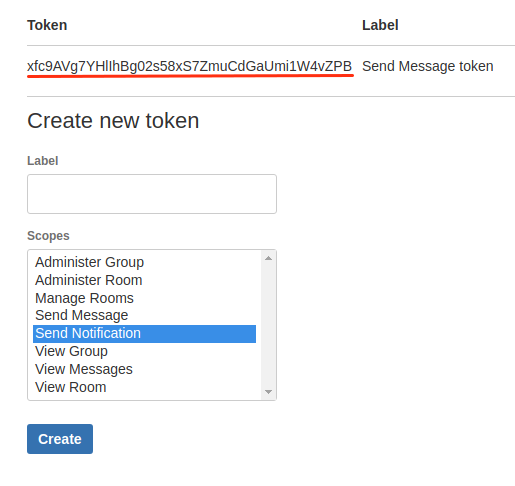 Token Label
xfc9AVg7YHlIhBg02s58xS7ZmuCdGaUmi1W4vZPB Send Message token
Create new token
Label
Scopes
Administer Group
Administer Room
Manage Rooms
Send Message
Send Notification
View Group
View Messages
View Room
Create